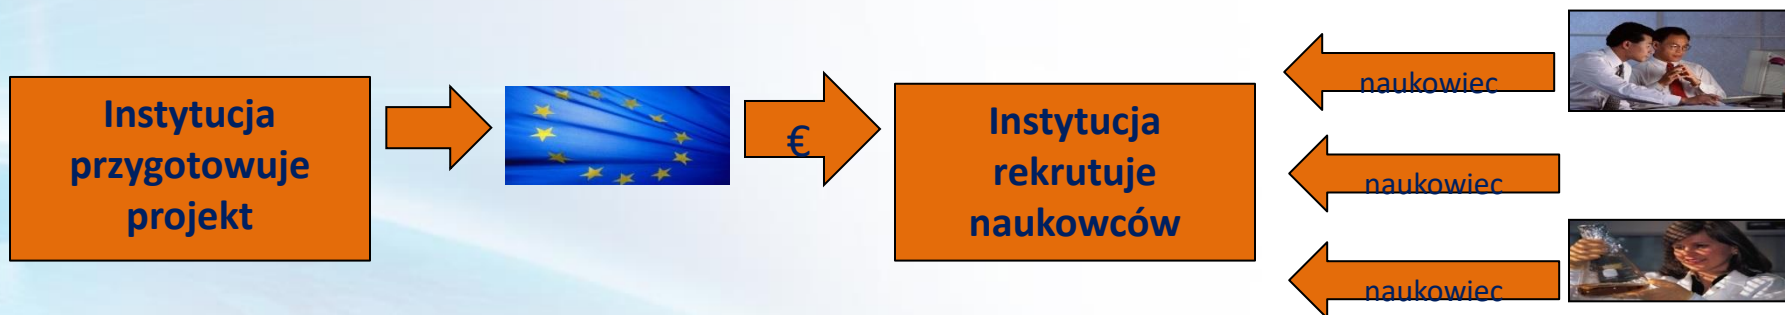 Instytucja
przygotowuje
projekt
€
Instytucja
rekrutuje
naukowców
naukowiec
naukowiec
naukowiec